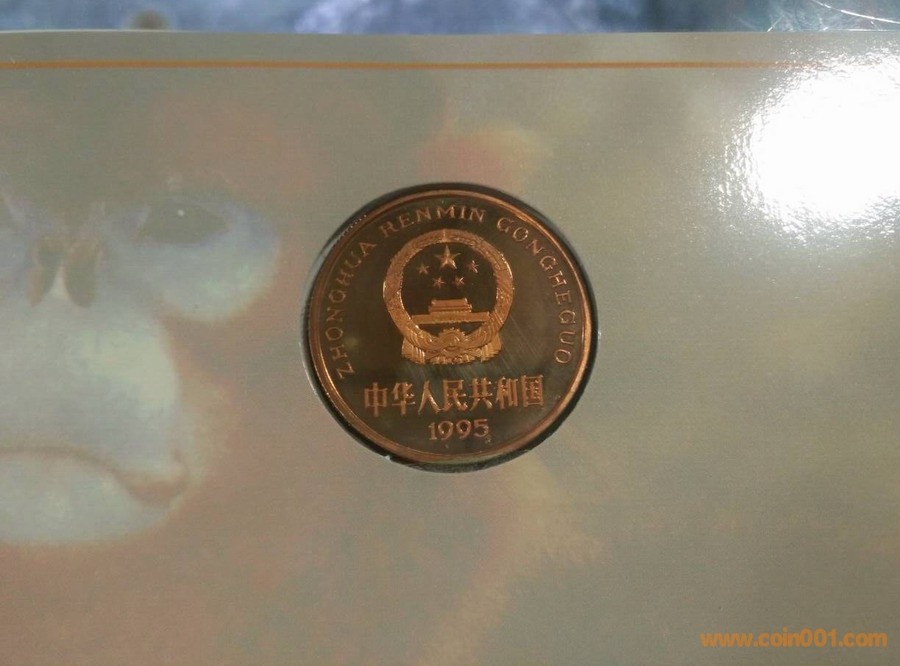 ZHONGHUA RENMIN GONGHEGUO
中华人民共和国
1995
www.coin001.com